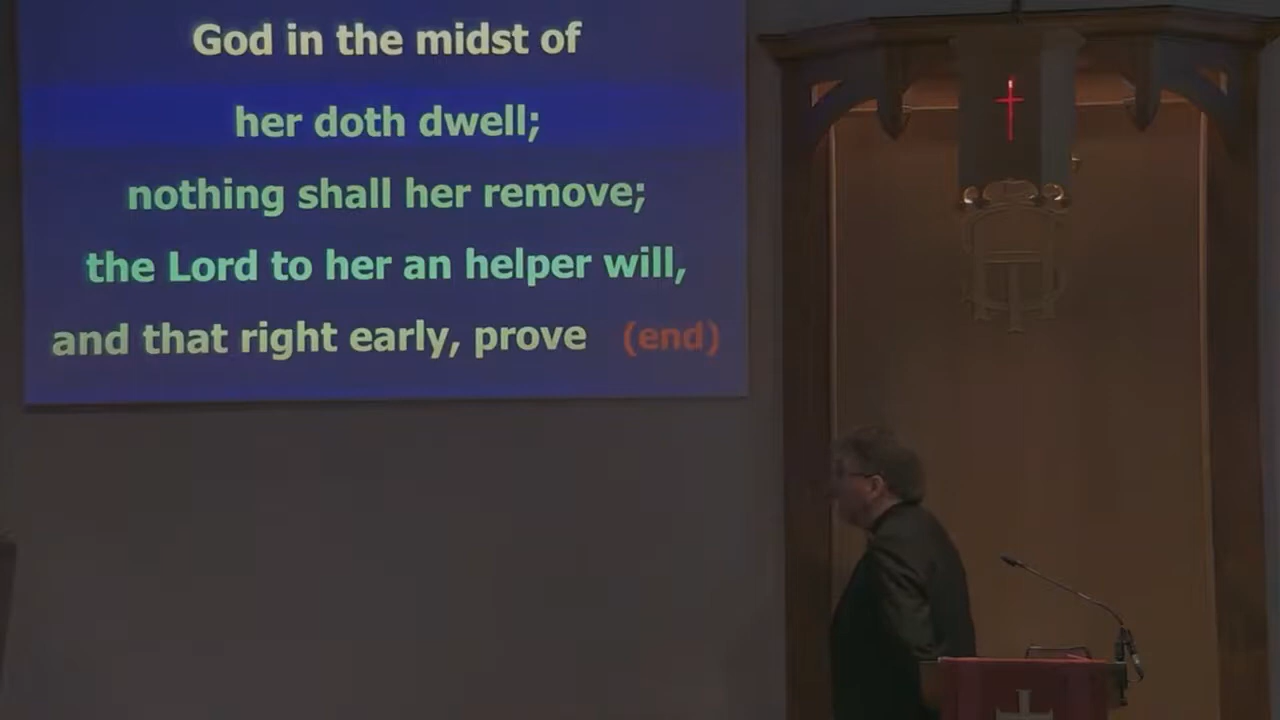 God in the midst of
her doth dwell;
nothing shall her remove;
the Lord to her an helper will,
and that right early, prove (end)